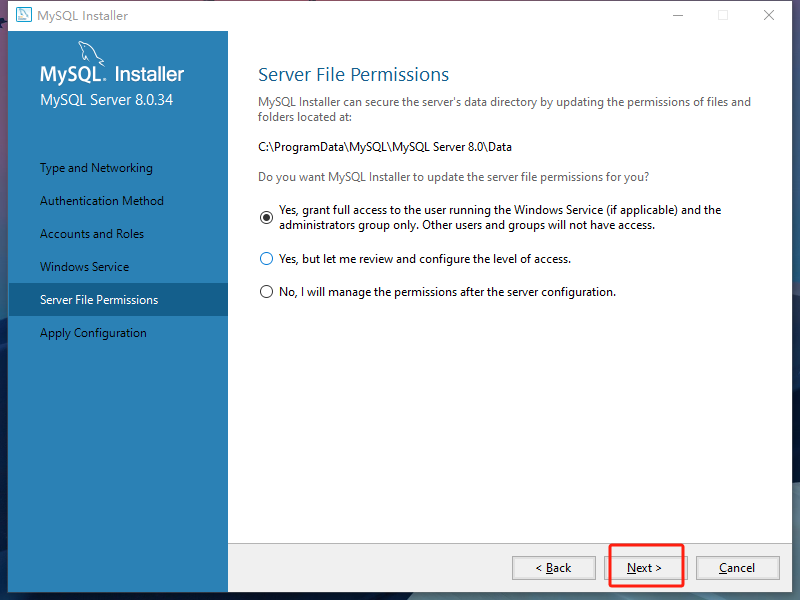 MySQL Installer
MySQL. Installer
MySQL Server 8.0.34
Type and Networking
Authentication Method
Accounts and Roles
Windows Service
Server File Permissions
Apply Configuration
Server File Permissions
MySQL Installer can secure the server's data directory by updating the permissions of files and
folders located at:
C:\ProgramData\MySQL\MySQL Server 8.0\Data
Do you want MySQL Installer to update the server file permissions for you?
Yes, grant full access to the user running the Windows Service (if applicable) and the
administrators group only. Other users and groups will not have access.
Yes, but let me review and configure the level of access.
No, I will manage the permissions after the server configuration.
< Back
Next >
Cancel